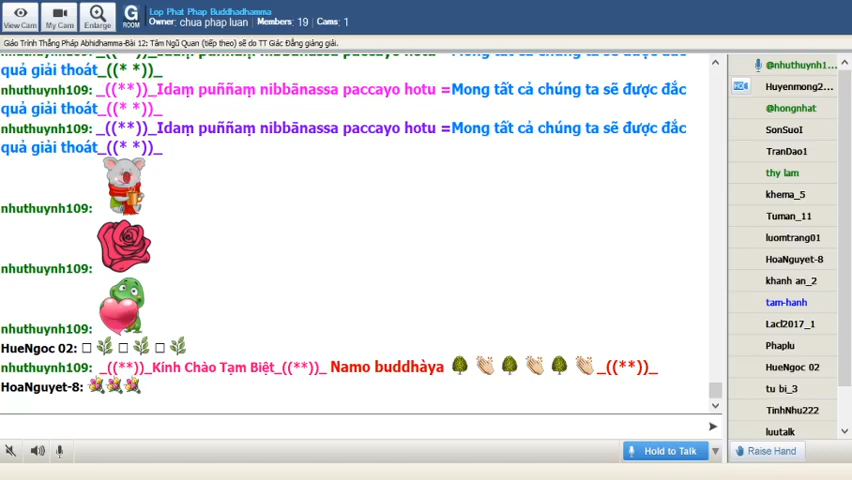 Lop Phat Phap Buddhadhamma
Owner: chua phap luan Members: 19 Cams: 1
View Cam My Cam Enlarge G ROOM
Giáo Trình Thắng Pháp Abhidhamma-Bài 12: Tâm Ngũ Quan (tiếp theo) sẽ do TT Giác Đẳng giảng giải.
quả giải thoát_((* *))_
nhuthuynh109: _((**))_Idaṃ puññaṃ nibbānassa paccayo hotu =Mong tất cả chúng ta sẽ được đắc
quả giải thoát_((* *))_
nhuthuynh109: _((**))_Idaṃ puññaṃ nibbānassa paccayo hotu =Mong tất cả chúng ta sẽ được đắc
quả giải thoát_((* *))_
nhuthuynh109:
nhuthuynh109:
nhuthuynh109:
HueNgoc 02:
nhuthuynh109: _((**))_Kính Chào Tạm Biệt_((**))_ Namo buddhàya _((**))_
HoaNguyet-8:
Hold to Talk
@nhuthuynh1...
Huyenmong2...
@hongnhat
SonSuoI
TranDao1
thy lam
khema_5
Tuman_11
luomtrang01
HoaNguyet-8
khanh an_2
tam-hanh
Lacl2017_1
Phaplu
HueNgoc 02
tu bi_3
TinhNhu222
luutalk
Raise Hand